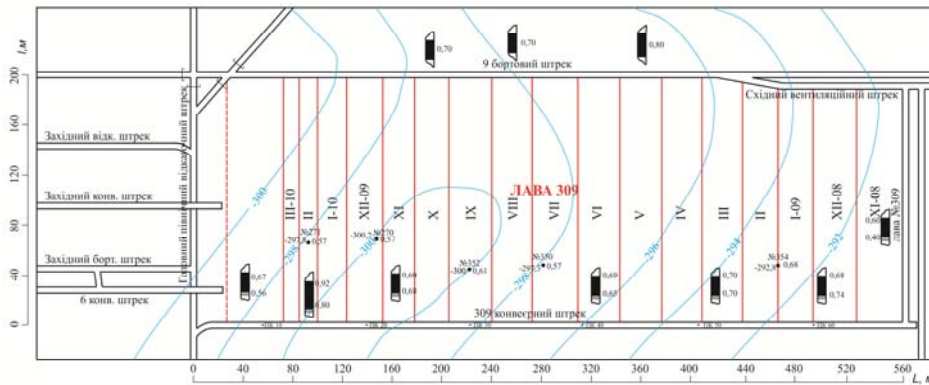 l, м
200
160
120
80
40
0
0,70
0,70
0,80
9 бортовий штрек
Східний вентиляційний штрек
Західний відк. штрек
Західний конв. штрек
Західний борт. штрек
6 конв. штрек
Головний північний відкаточний штрек
-300
-298
-300
-298
-296
-294
-292
ЛАВА 309
III-10
II
I-10
XII-09
XI
X
IX
VIII
VII
VI
V
IV
III
II
I-09
XII-08
XI-08
Лава №309
№271
0,57
№270
-300,2
0,57
№352
0,61
№350
0,57
№354
-292,8
0,68
0,67
0,56
0,92
0,80
0,69
0,68
0,69
0,65
0,70
0,70
0,68
0,74
0,60
0,40
309 конвеєрний штрек
0 40 80 120 160 200 240 280 320 360 400 440 480 520 560
L, м